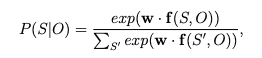 P(S|O) = exp(w · f(S, O)) / ∑_{S′} exp(w · f(S′, O)),